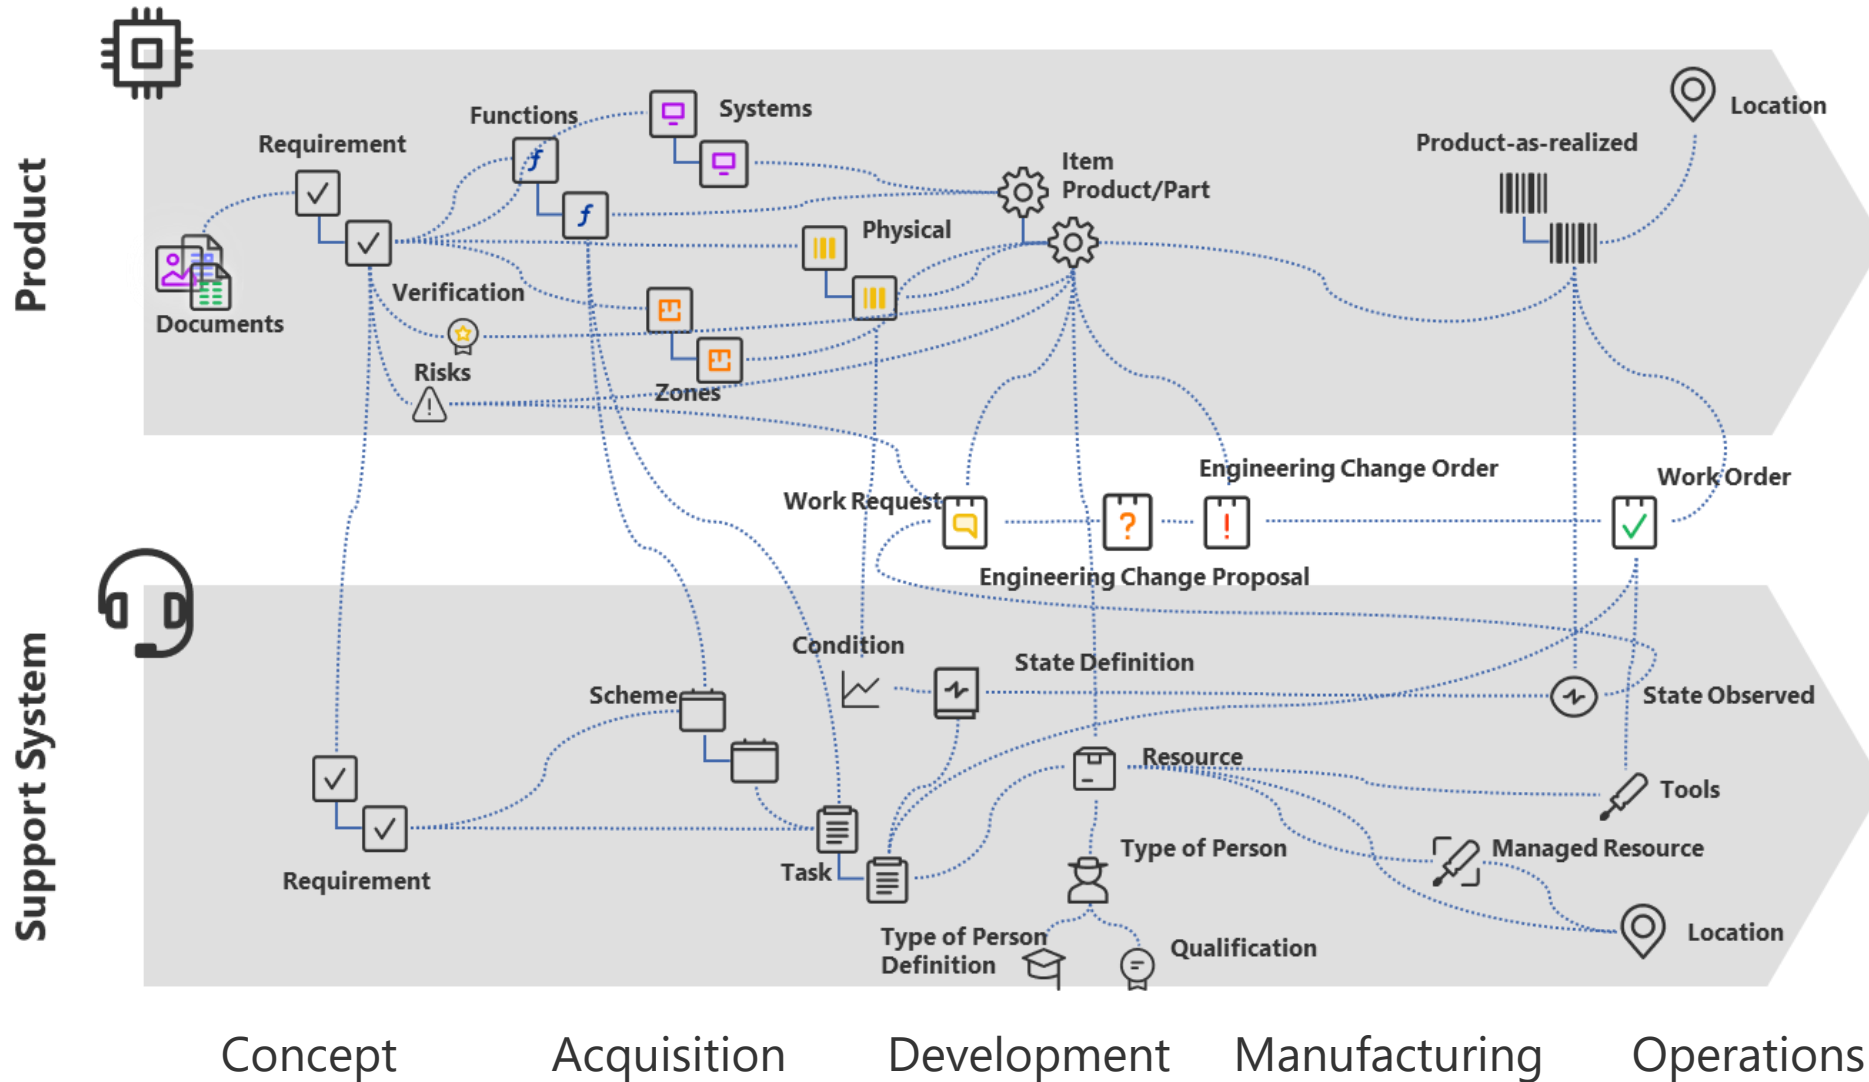 Product
Functions
Systems
Location
Requirement
Product-as-realized
Item
Product/Part
Physical
Verification
Documents
Risks
Zones
Engineering Change Order
Work Order
Work Request
Engineering Change Proposal
Support System
Condition
State Definition
Scheme
State Observed
Resource
Tools
Type of Person
Managed Resource
Task
Requirement
Type of Person
Definition
Qualification
Location
Concept
Acquisition
Development
Manufacturing
Operations